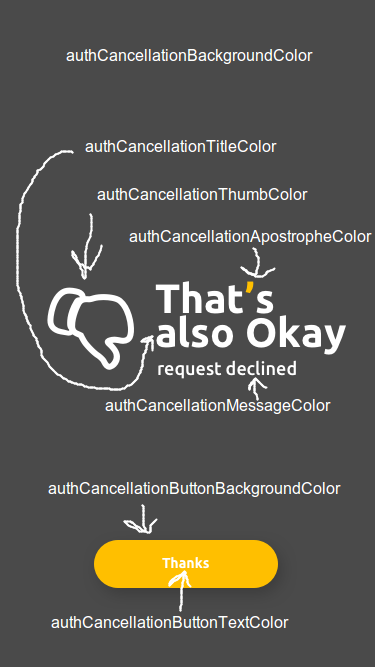 authCancellationBackgroundColor
authCancellationTitleColor
authCancellationThumbColor
authCancellationApostropheColor
That's
also Okay
request declined
authCancellationMessageColor
authCancellationButtonBackgroundColor
Thanks
authCancellationButtonTextColor